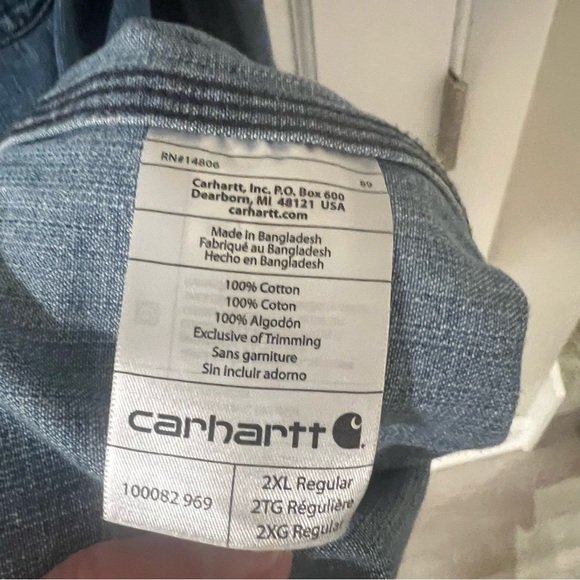 RN#14806
69
Carhartt, Inc. P.O. Box 600
Dearborn, MI 48121 USA
carhartt.com
Made in Bangladesh
Fabriqué au Bangladesh
Hecho en Bangladesh
100% Cotton
100% Coton
100% Algodón
Exclusive of Trimming
Sans garniture
Sin incluir adorno
carhartt
100082 969
2XL Regular
2TG Régulière
2XG Regular